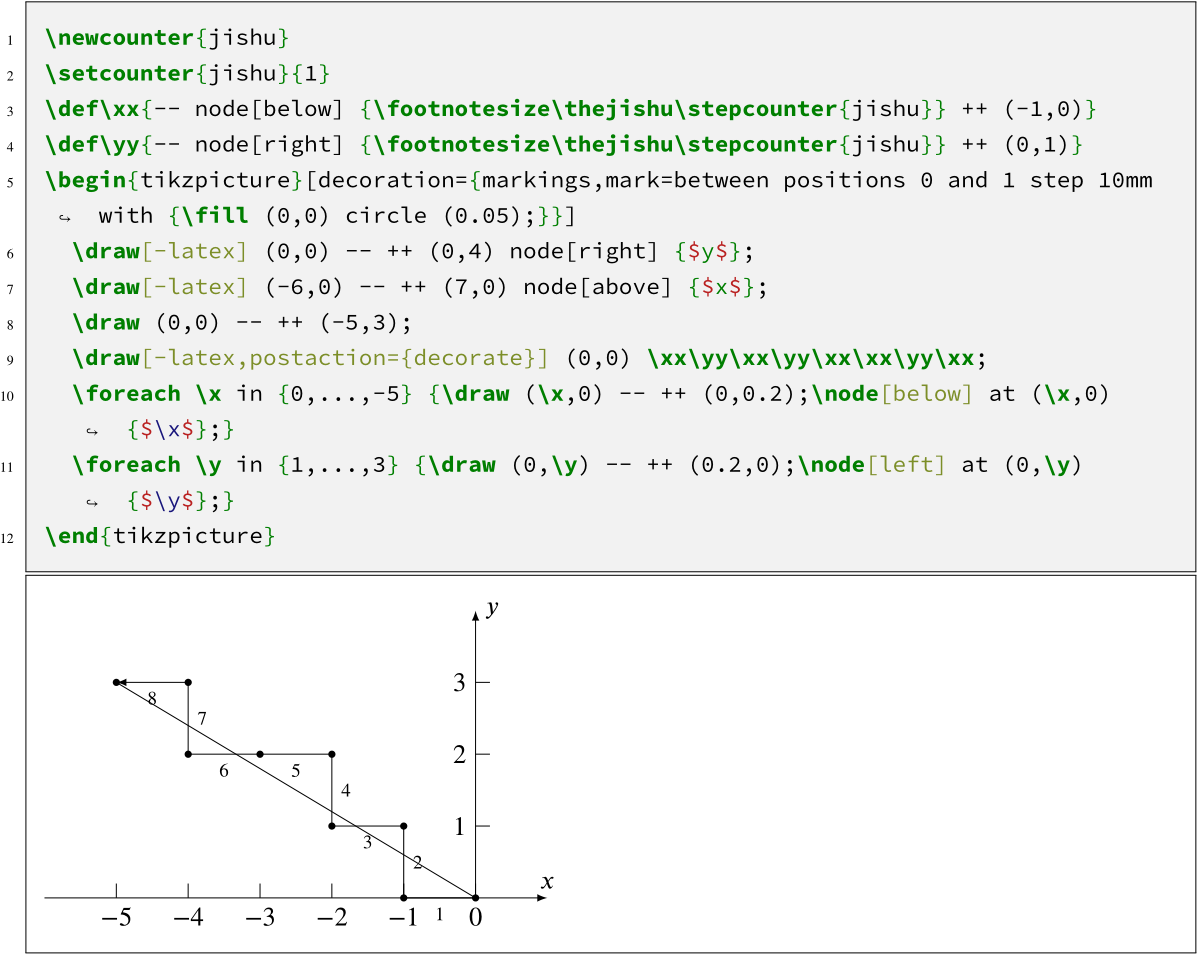 1 \newcounter{jishu}
2 \setcounter{jishu}{1}
3 \def\xx{-- node[below] {\footnotesize\thejishu\stepcounter{jishu}} ++ (-1,0)}
4 \def\yy{-- node[right] {\footnotesize\thejishu\stepcounter{jishu}} ++ (0,1)}
5 \begin{tikzpicture}[decoration={markings,mark=between positions 0 and 1 step 10mm
↪ with {\fill (0,0) circle (0.05);}}]
6 \draw[-latex] (0,0) -- ++ (0,4) node[right] {$y$};
7 \draw[-latex] (-6,0) -- ++ (7,0) node[above] {$x$};
8 \draw (0,0) -- ++ (-5,3);
9 \draw[-latex,postaction={decorate}] (0,0) \xx\yy\xx\yy\xx\xx\yy\xx;
10 \foreach \x in {0,...,-5} {\draw (\x,0) -- ++ (0,0.2);\node[below] at (\x,0)
↪ {$\x$};}
11 \foreach \y in {1,...,3} {\draw (0,\y) -- ++ (0.2,0);\node[left] at (0,\y)
↪ {$\y$};}
12 \end{tikzpicture}
y
3
8
7
2
6 5
4
1
3
2
x
−5 −4 −3 −2 −1 1 0